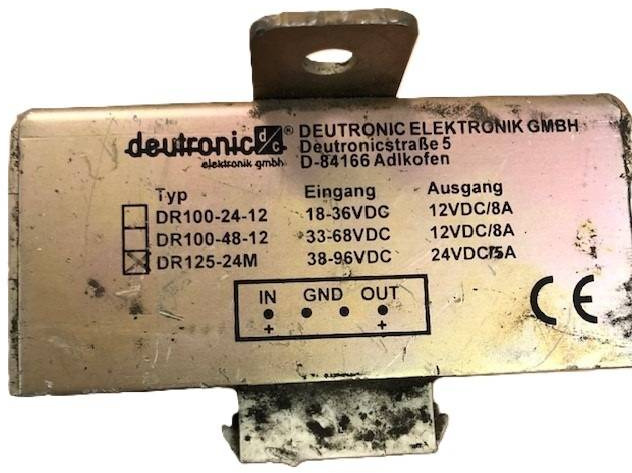 deutronic d/c ® DEUTRONIC ELEKTRONIK GMBH
elektronik gmbh Deutronicstraße 5
D-84166 Adlkofen
Typ Eingang Ausgang
DR100-24-12 18-36VDC 12VDC/8A
DR100-48-12 33-68VDC 12VDC/8A
DR125-24M 38-96VDC 24VDC/5A
IN GND OUT
+ +
CE